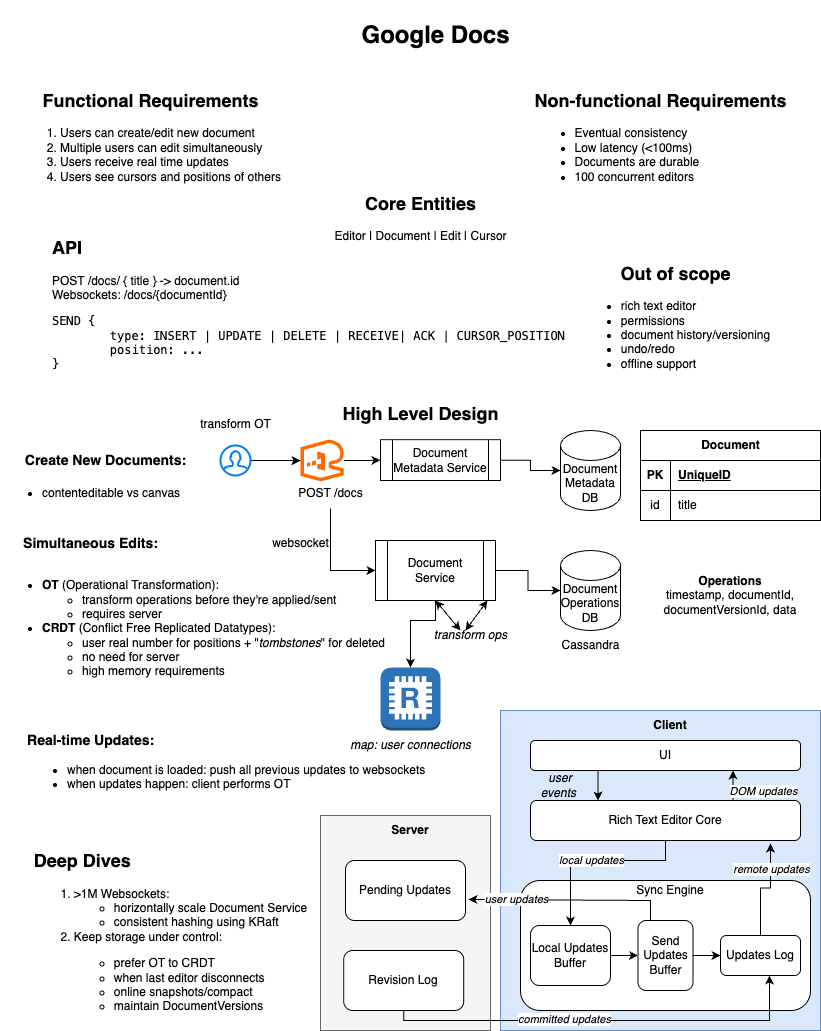 Google Docs
Functional Requirements
1. Users can create/edit new document
2. Multiple users can edit simultaneously
3. Users receive real time updates
4. Users see cursors and positions of others
Non-functional Requirements
• Eventual consistency
• Low latency (<100ms)
• Documents are durable
• 100 concurrent editors
Core Entities
Editor | Document | Edit | Cursor
API
POST /docs/ { title } -> document.id
Websockets: /docs/{documentId}
SEND {
type: INSERT | UPDATE | DELETE | RECEIVE| ACK | CURSOR_POSITION
position: ...
}
Out of scope
• rich text editor
• permissions
• document history/versioning
• undo/redo
• offline support
High Level Design
transform OT
Create New Documents:
• contenteditable vs canvas
POST /docs
Document
Metadata Service
Document
Metadata
DB
Document
PK UniqueID
id title
Simultaneous Edits:
websocket
• OT (Operational Transformation):
◦ transform operations before they're applied/sent
◦ requires server
• CRDT (Conflict Free Replicated Datatypes):
◦ user real number for positions + "tombstones" for deleted
◦ no need for server
◦ high memory requirements
Document
Service
transform ops
Document
Operations
DB
Cassandra
Operations
timestamp, documentId,
documentVersionId, data
R
map: user connections
Real-time Updates:
• when document is loaded: push all previous updates to websockets
• when updates happen: client performs OT
Client
UI
user
events
DOM updates
Rich Text Editor Core
local updates
remote updates
Sync Engine
Local Updates
Buffer
Send
Updates
Buffer
Updates Log
Server
Pending Updates
user updates
Revision Log
committed updates
Deep Dives
1. >1M Websockets:
◦ horizontally scale Document Service
◦ consistent hashing using KRaft
2. Keep storage under control:
◦ prefer OT to CRDT
◦ when last editor disconnects
◦ online snapshots/compact
◦ maintain DocumentVersions